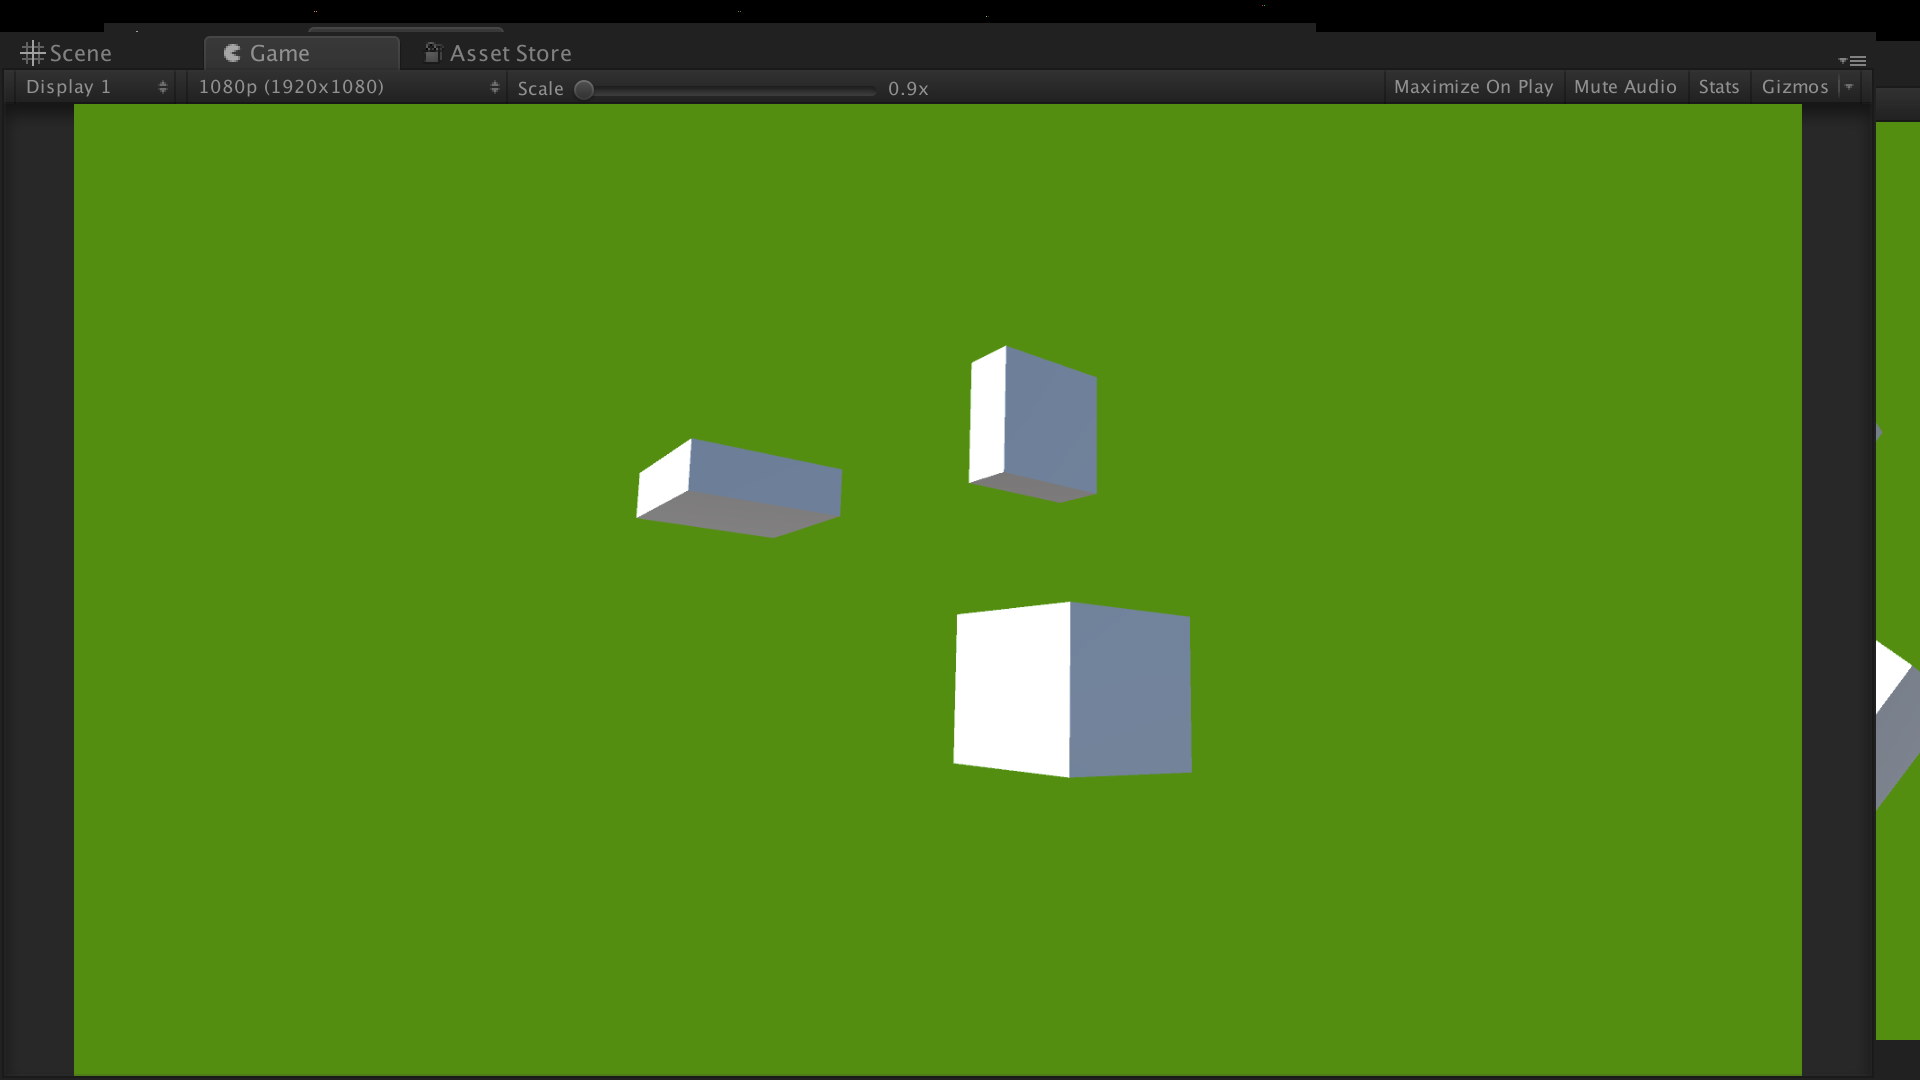 Scene Game Asset Store
Display 1 1080p (1920x1080) Scale 0.9x Maximize On Play Mute Audio Stats Gizmos